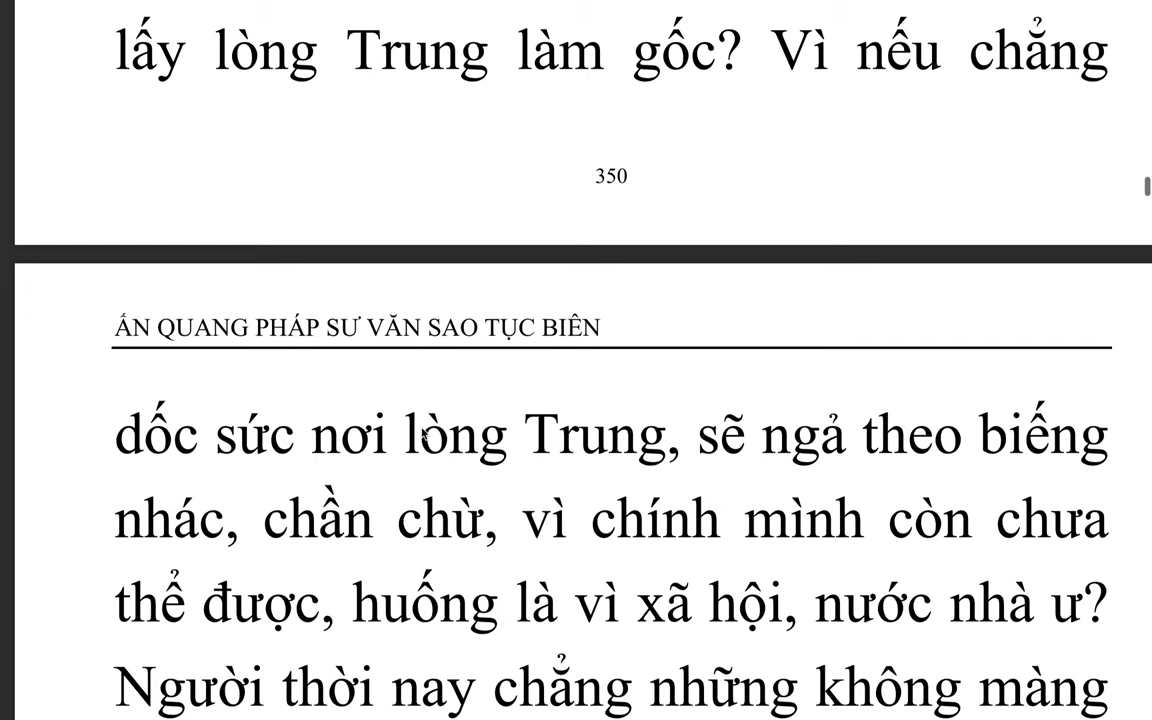 lấy lòng Trung làm gốc? Vì nếu chẳng
350
ẤN QUANG PHÁP SƯ VĂN SAO TỤC BIÊN
dốc sức nơi lòng Trung, sẽ ngả theo biếng
nhác, chần chừ, vì chính mình còn chưa
thể được, huống là vì xã hội, nước nhà ư?
Người thời nay chẳng những không màng